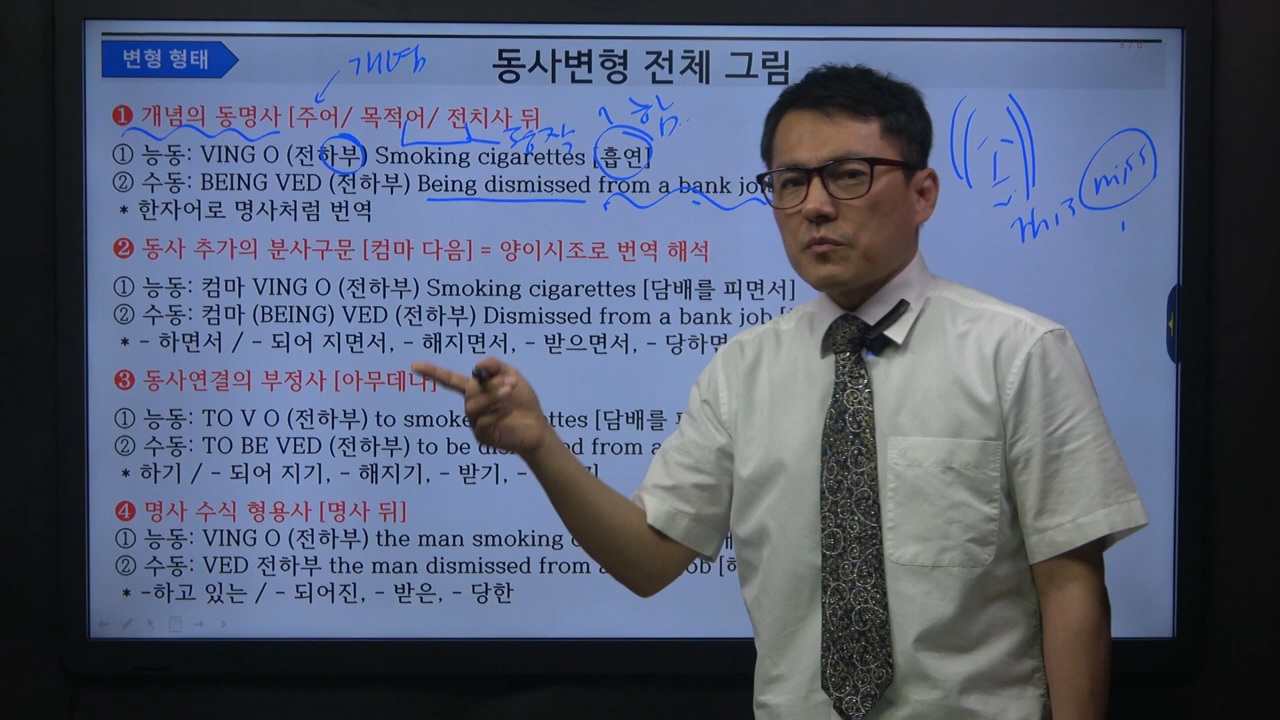 변형 형태
동사변형 전체 그림
개념
❶ 개념의 동명사 [주어/ 목적어/ 전치사 뒤
함
동작
① 능동: VING O (전하부) Smoking cigarettes [흡연]
② 수동: BEING VED (전하부) Being dismissed from a bank job
miss
* 한자어로 명사처럼 번역
❷ 동사 추가의 분사구문 [컴마 다음] = 양이시조로 번역 해석
① 능동: 컴마 VING O (전하부) Smoking cigarettes [담배를 피면서]
② 수동: 컴마 (BEING) VED (전하부) Dismissed from a bank job
* - 하면서 / - 되어 지면서, - 해지면서, - 받으면서, - 당하면
❸ 동사연결의 부정사 [아무데나]
① 능동: TO V O (전하부) to smoke [담배를
② 수동: TO BE VED (전하부) to be from a
* 하기 / - 되어 지기, - 해지기, - 받기, -
❹ 명사 수식 형용사 [명사 뒤]
① 능동: VING O (전하부) the man smoking
② 수동: VED 전하부 the man dismissed from
* -하고 있는 / - 되어진, - 받은, - 당한